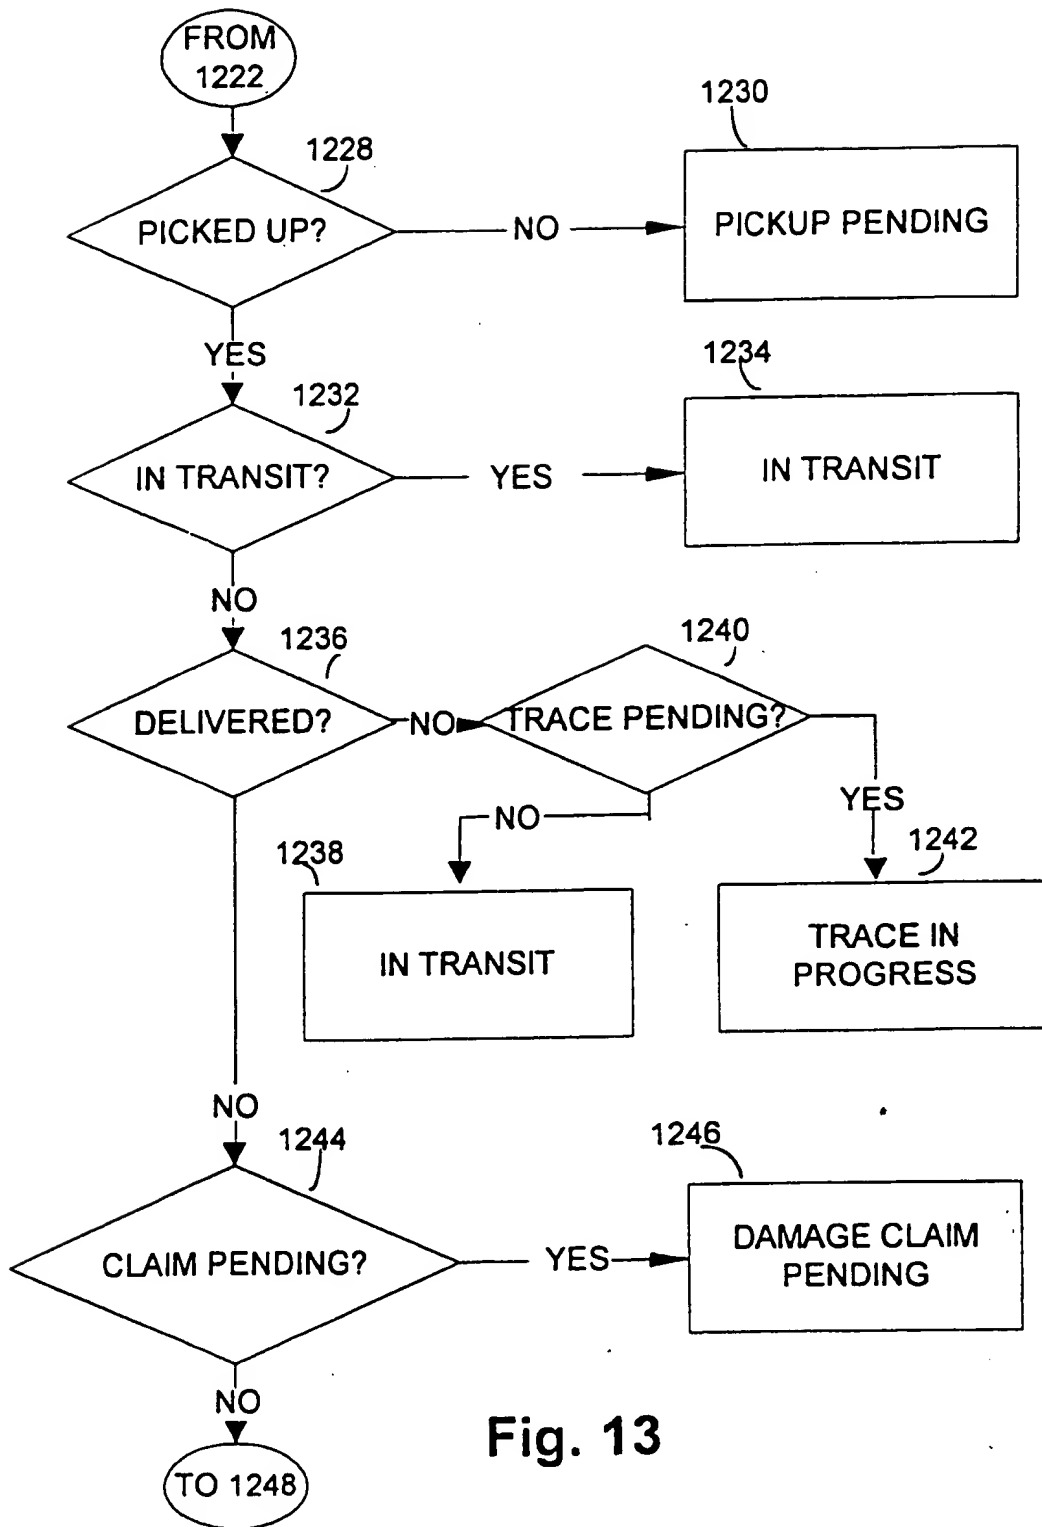 FROM
1222
1228
PICKED UP?
NO
1230
PICKUP PENDING
YES
1232
IN TRANSIT?
YES
1234
IN TRANSIT
NO
1236
DELIVERED?
NO
1240
TRACE PENDING?
NO
YES
1238
IN TRANSIT
1242
TRACE IN
PROGRESS
NO
1244
CLAIM PENDING?
YES
1246
DAMAGE CLAIM
PENDING
NO
TO 1248
Fig. 13